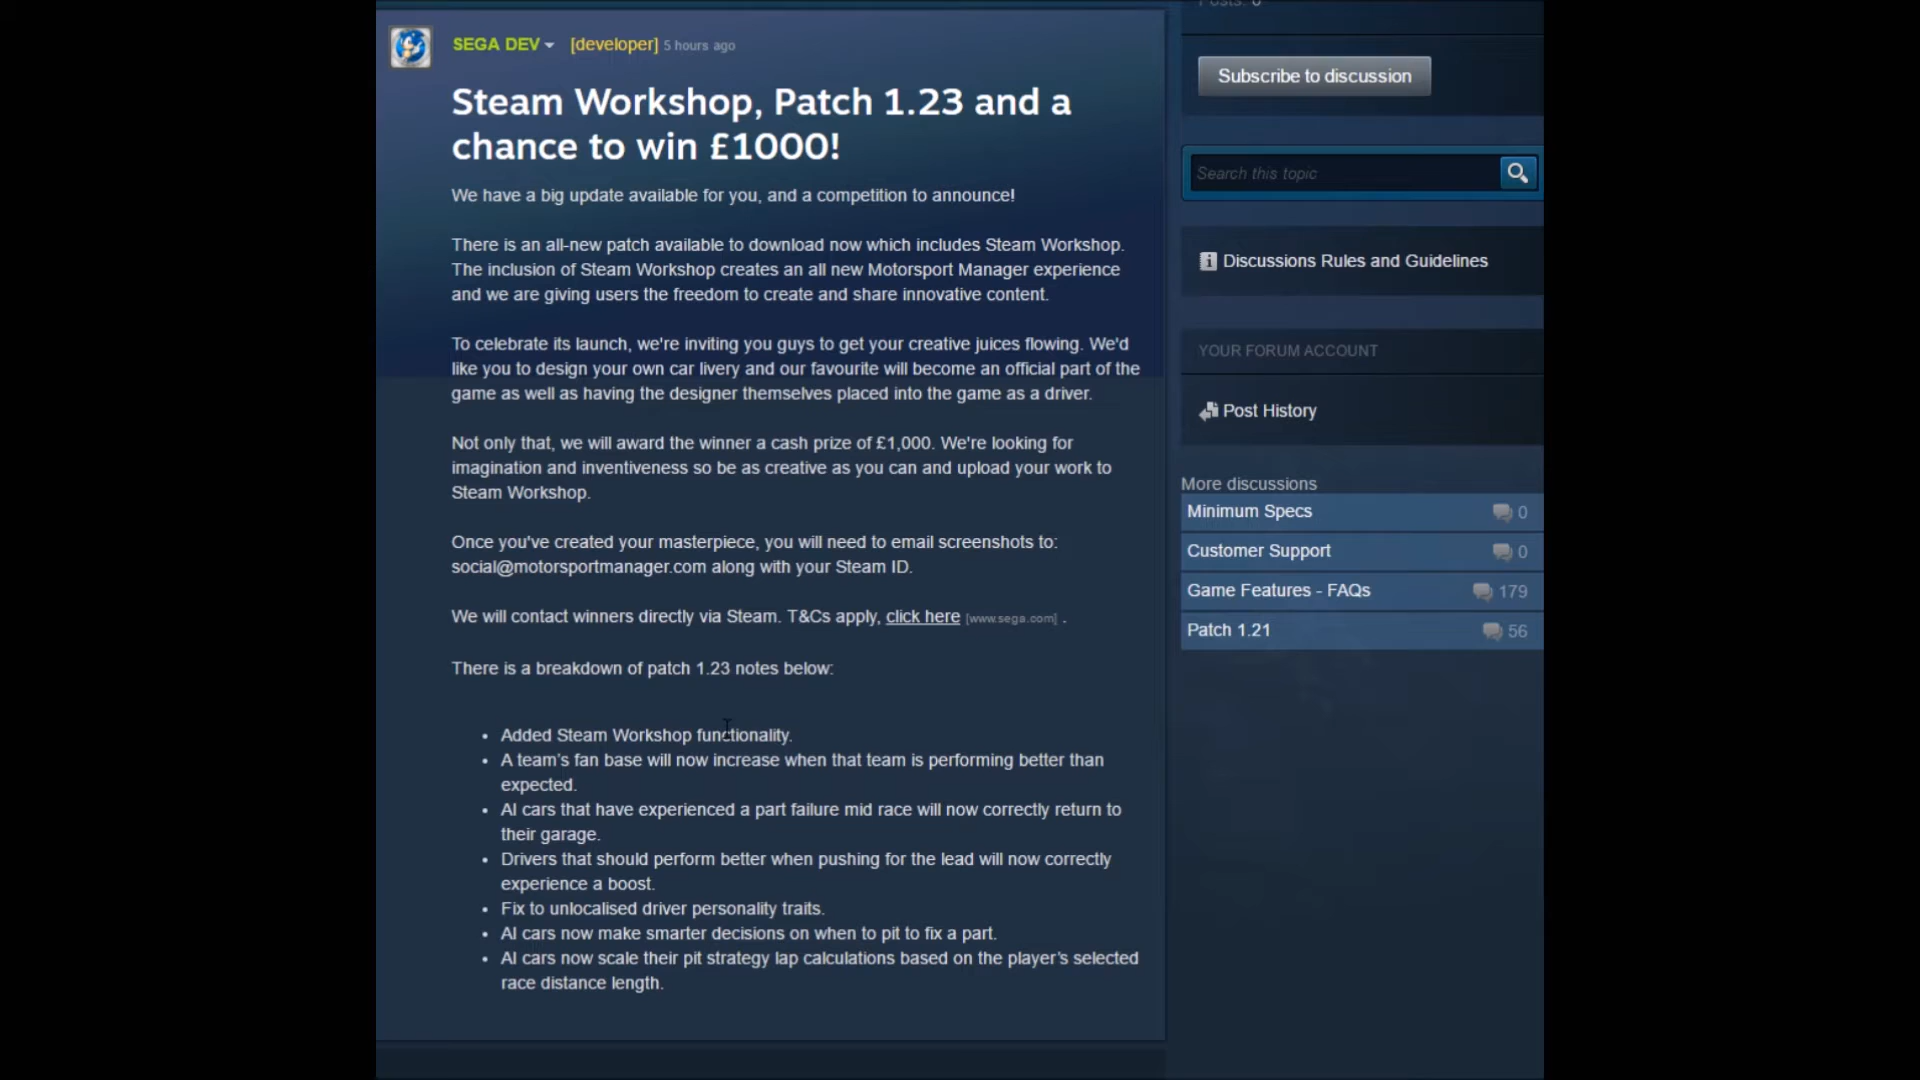 Posts: 0
SEGA DEV [developer] 5 hours ago
Subscribe to discussion
Steam Workshop, Patch 1.23 and a
chance to win £1000!
Search this topic
We have a big update available for you, and a competition to announce!
There is an all-new patch available to download now which includes Steam Workshop.
The inclusion of Steam Workshop creates an all new Motorsport Manager experience
and we are giving users the freedom to create and share innovative content.
Discussions Rules and Guidelines
To celebrate its launch, we're inviting you guys to get your creative juices flowing. We'd
like you to design your own car livery and our favourite will become an official part of the
game as well as having the designer themselves placed into the game as a driver.
YOUR FORUM ACCOUNT
Post History
Not only that, we will award the winner a cash prize of £1,000. We're looking for
imagination and inventiveness so be as creative as you can and upload your work to
Steam Workshop.
More discussions
Minimum Specs 0
Customer Support 0
Game Features - FAQs 179
Patch 1.21 56
Once you've created your masterpiece, you will need to email screenshots to:
social@motorsportmanager.com along with your Steam ID.
We will contact winners directly via Steam. T&Cs apply, click here [www.sega.com] .
There is a breakdown of patch 1.23 notes below:
• Added Steam Workshop functionality.
• A team’s fan base will now increase when that team is performing better than
expected.
• AI cars that have experienced a part failure mid race will now correctly return to
their garage.
• Drivers that should perform better when pushing for the lead will now correctly
experience a boost.
• Fix to unlocalised driver personality traits.
• AI cars now make smarter decisions on when to pit to fix a part.
• AI cars now scale their pit strategy lap calculations based on the player’s selected
race distance length.